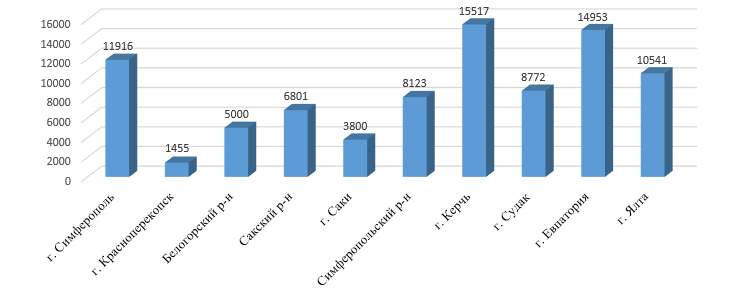 16000
14000
12000
10000
8000
6000
4000
2000
0
11916
1455
5000
6801
3800
8123
15517
8772
14953
10541
г. Симферополь
г. Красноперекопск
Белогорский р-н
Сакский р-н
г. Саки
Симферопольский р-н
г. Керчь
г. Судак
г. Евпатория
г. Ялта